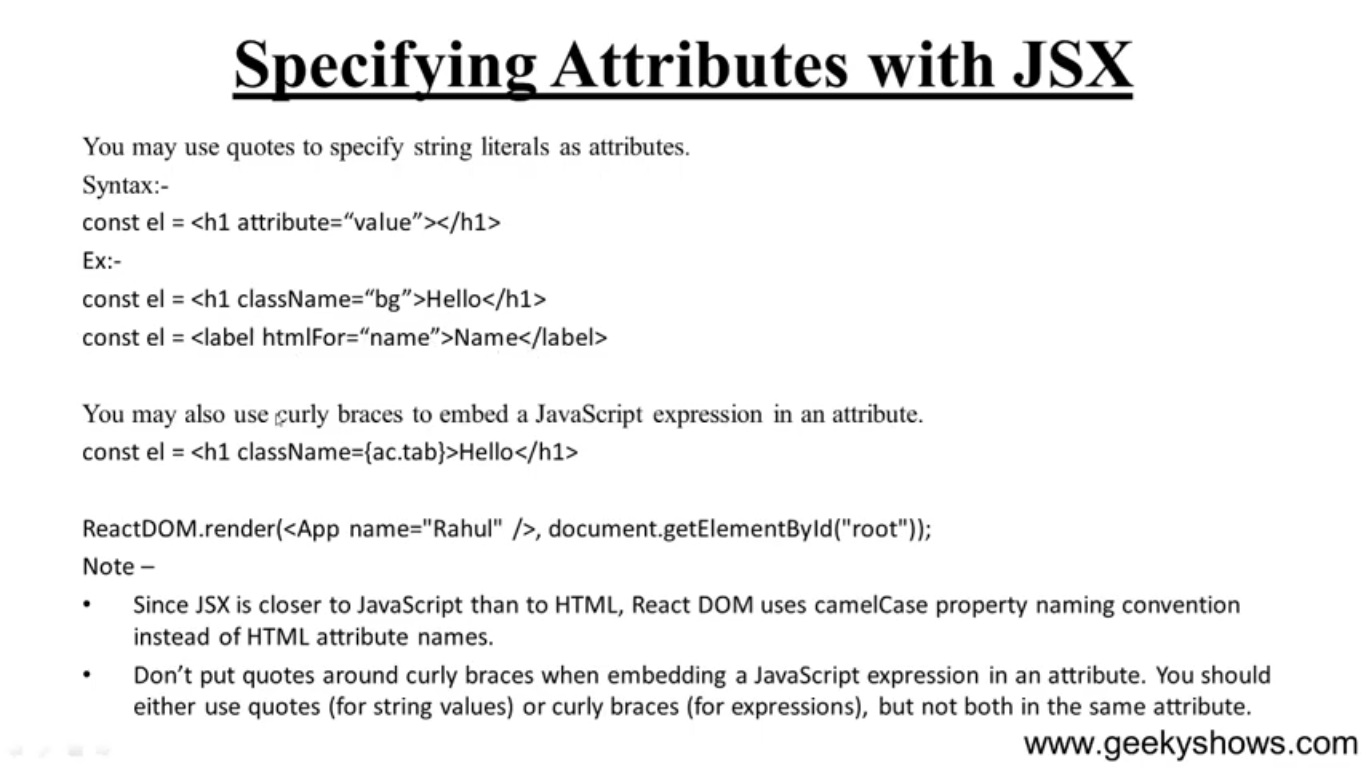 Specifying Attributes with JSX
You may use quotes to specify string literals as attributes.
Syntax:-
const el = <h1 attribute=“value”></h1>
Ex:-
const el = <h1 className=“bg”>Hello</h1>
const el = <label htmlFor=“name”>Name</label>
You may also use curly braces to embed a JavaScript expression in an attribute.
const el = <h1 className={ac.tab}>Hello</h1>
ReactDOM.render(<App name="Rahul" />, document.getElementById("root"));
Note –
• Since JSX is closer to JavaScript than to HTML, React DOM uses camelCase property naming convention
instead of HTML attribute names.
• Don’t put quotes around curly braces when embedding a JavaScript expression in an attribute. You should
either use quotes (for string values) or curly braces (for expressions), but not both in the same attribute.
www.geekyshows.com